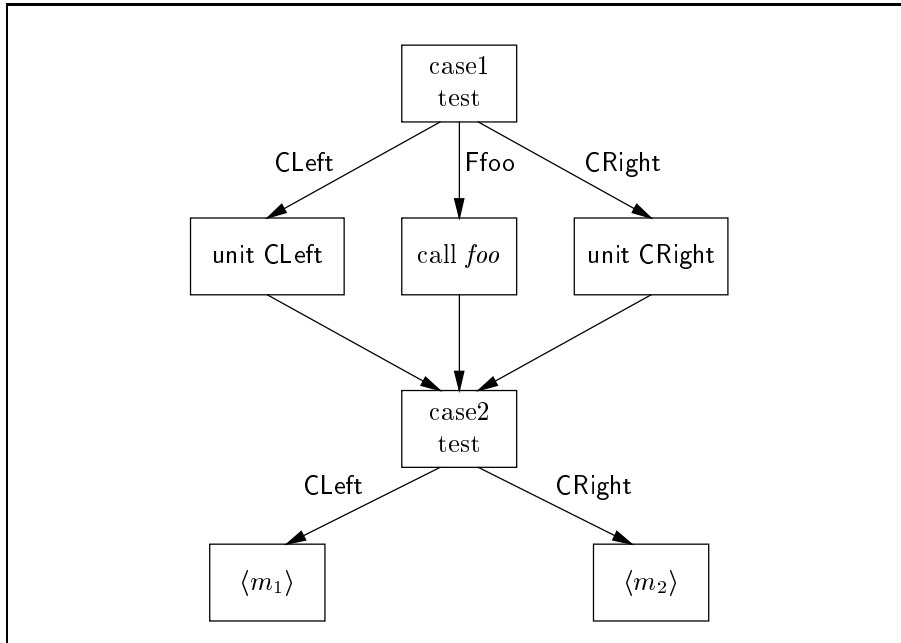 case1
test
CLeft
Ffoo
CRight
unit CLeft
call foo
unit CRight
case2
test
CLeft
CRight
⟨m₁⟩
⟨m₂⟩